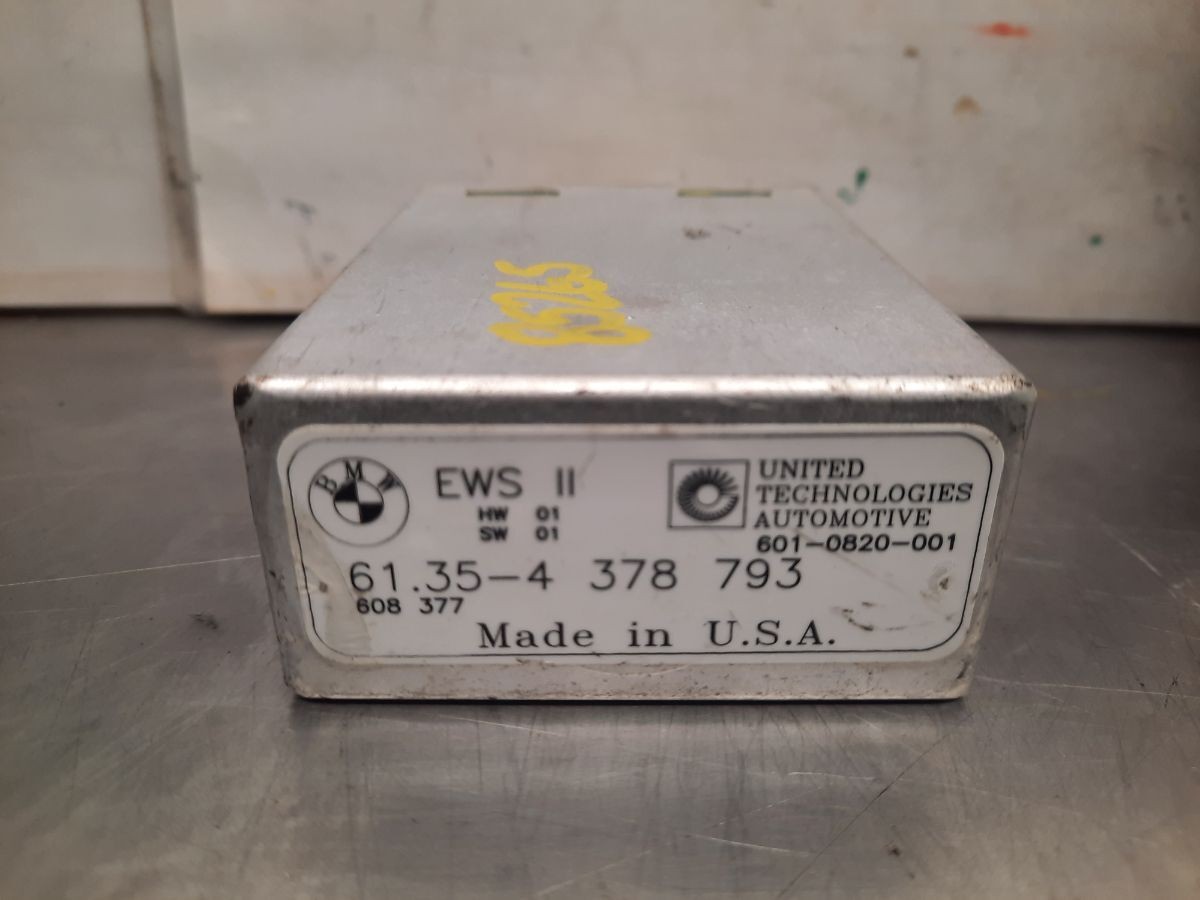 85265
BMW
EWS II
HW 01
SW 01
UNITED
TECHNOLOGIES
AUTOMOTIVE
601-0820-001
61.35-4 378 793
608 377
Made in U.S.A.